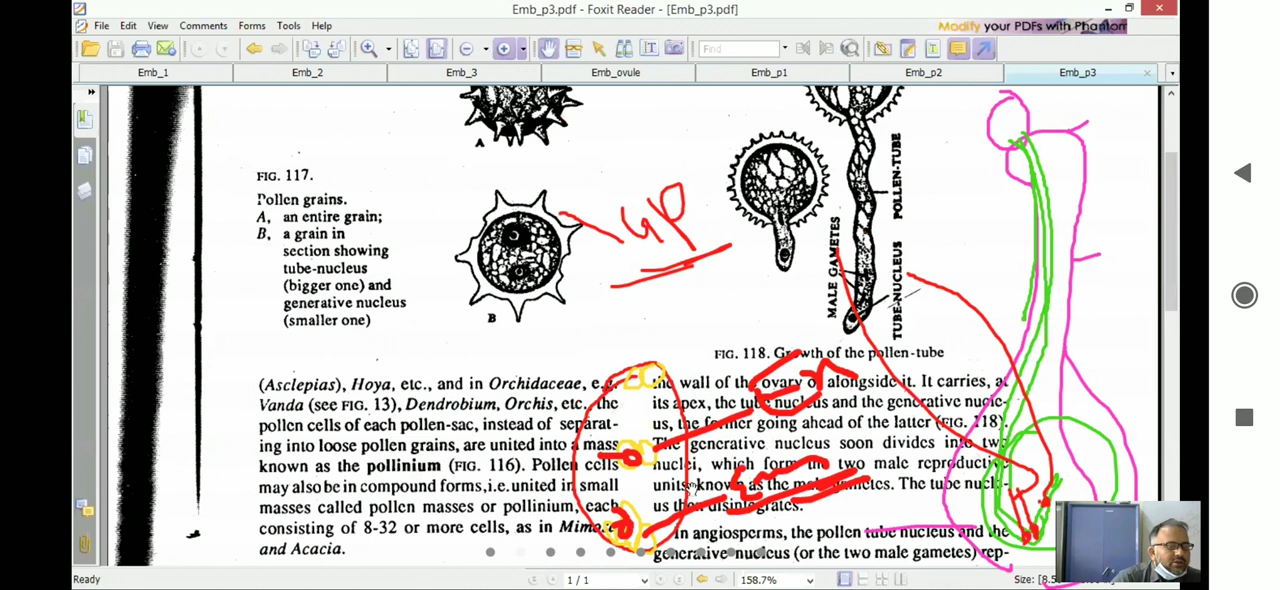 Emb_p3.pdf - Foxit Reader - [Emb_p3.pdf]
File Edit View Comments Forms Tools Help
Modify your PDFs with Phantom
Find
Emb_1 Emb_2 Emb_3 Emb_ovule Emb_p1 Emb_p2 Emb_p3
A
FIG. 117.
Pollen grains.
A, an entire grain;
B, a grain in
section showing
tube-nucleus
(bigger one) and
generative nucleus
(smaller one)
B
MALE GAMETES
TUBE-NUCLEUS
POLLEN-TUBE
FIG. 118. Growth of the pollen-tube
(Asclepias), Hoya, etc., and in Orchidaceae, e.g.
Vanda (see FIG. 13), Dendrobium, Orchis, etc., the
pollen cells of each pollen-sac, instead of separat-
ing into loose pollen grains, are united into a mass
known as the pollinium (FIG. 116). Pollen cells
may also be in compound forms, i.e. united in small
masses called pollen masses or pollinium, each
consisting of 8-32 or more cells, as in Mimosa
and Acacia.
the wall of the ovary or alongside it. It carries, at
its apex, the tube nucleus and the generative nucle-
us, the former going ahead of the latter (FIG. 118).
The generative nucleus soon divides into two
nuclei, which form the two male reproductive
units known as the male gametes. The tube nucle-
us then disintegrates.
In angiosperms, the pollen tube nucleus and the
generative nucleus (or the two male gametes) rep-
Ready
1 / 1
158.7%
Size: [8.5